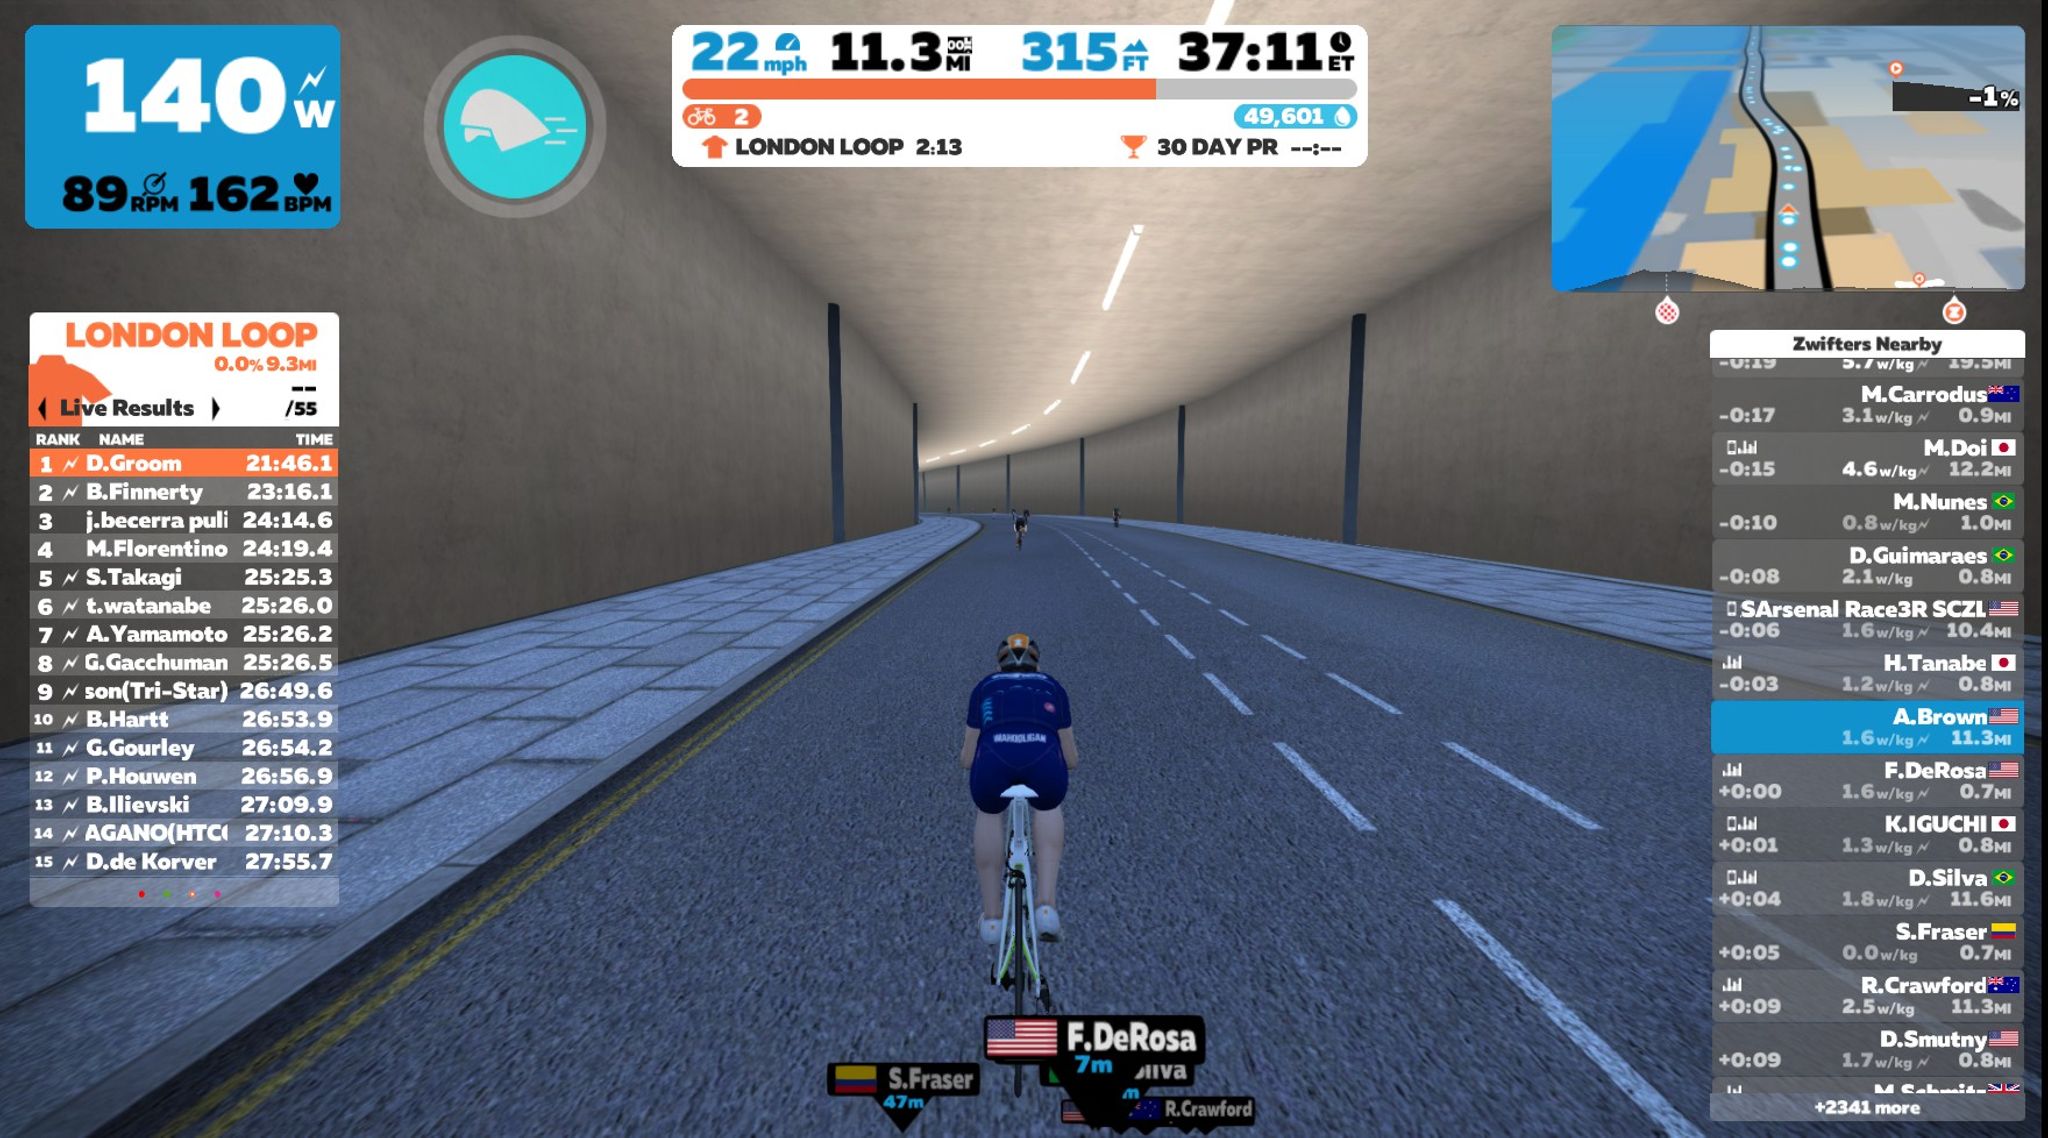 140 W
89 RPM 162 BPM
22 mph 11.3 MI 315 FT 37:11 ET
2 49,601
LONDON LOOP 2:13 30 DAY PR --:--
-1%
LONDON LOOP
0.0% 9.3MI
--
Live Results /55
RANK NAME TIME
1 D.Groom 21:46.1
2 B.Finnerty 23:16.1
3 j.becerra puli 24:14.6
4 M.Florentino 24:19.4
5 S.Takagi 25:25.3
6 t.watanabe 25:26.0
7 A.Yamamoto 25:26.2
8 G.Gacchuman 25:26.5
9 son(Tri-Star) 26:49.6
10 B.Hartt 26:53.9
11 G.Gourley 26:54.2
12 P.Houwen 26:56.9
13 B.Ilievski 27:09.9
14 AGANO(HTC 27:10.3
15 D.de Korver 27:55.7
Zwifters Nearby
-0:19 5.7w/kg 19.5MI
M.Carrodus
-0:17 3.1w/kg 0.9MI
M.Doi
-0:15 4.6w/kg 12.2MI
M.Nunes
-0:10 0.8w/kg 1.0MI
D.Guimaraes
-0:08 2.1w/kg 0.8MI
SArsenal Race3R SCZL
-0:06 1.6w/kg 10.4MI
H.Tanabe
-0:03 1.2w/kg 0.8MI
A.Brown
1.6w/kg 11.3MI
F.DeRosa
+0:00 1.6w/kg 0.7MI
K.IGUCHI
+0:01 1.3w/kg 0.8MI
D.Silva
+0:04 1.8w/kg 11.6MI
S.Fraser
+0:05 0.0w/kg 0.7MI
R.Crawford
+0:09 2.5w/kg 11.3MI
D.Smutny
+0:09 1.7w/kg 0.8MI
M.Schmitz
+2341 more
WAHOOLIGAN
F.DeRosa
7m
S.Fraser
47m
R.Crawford